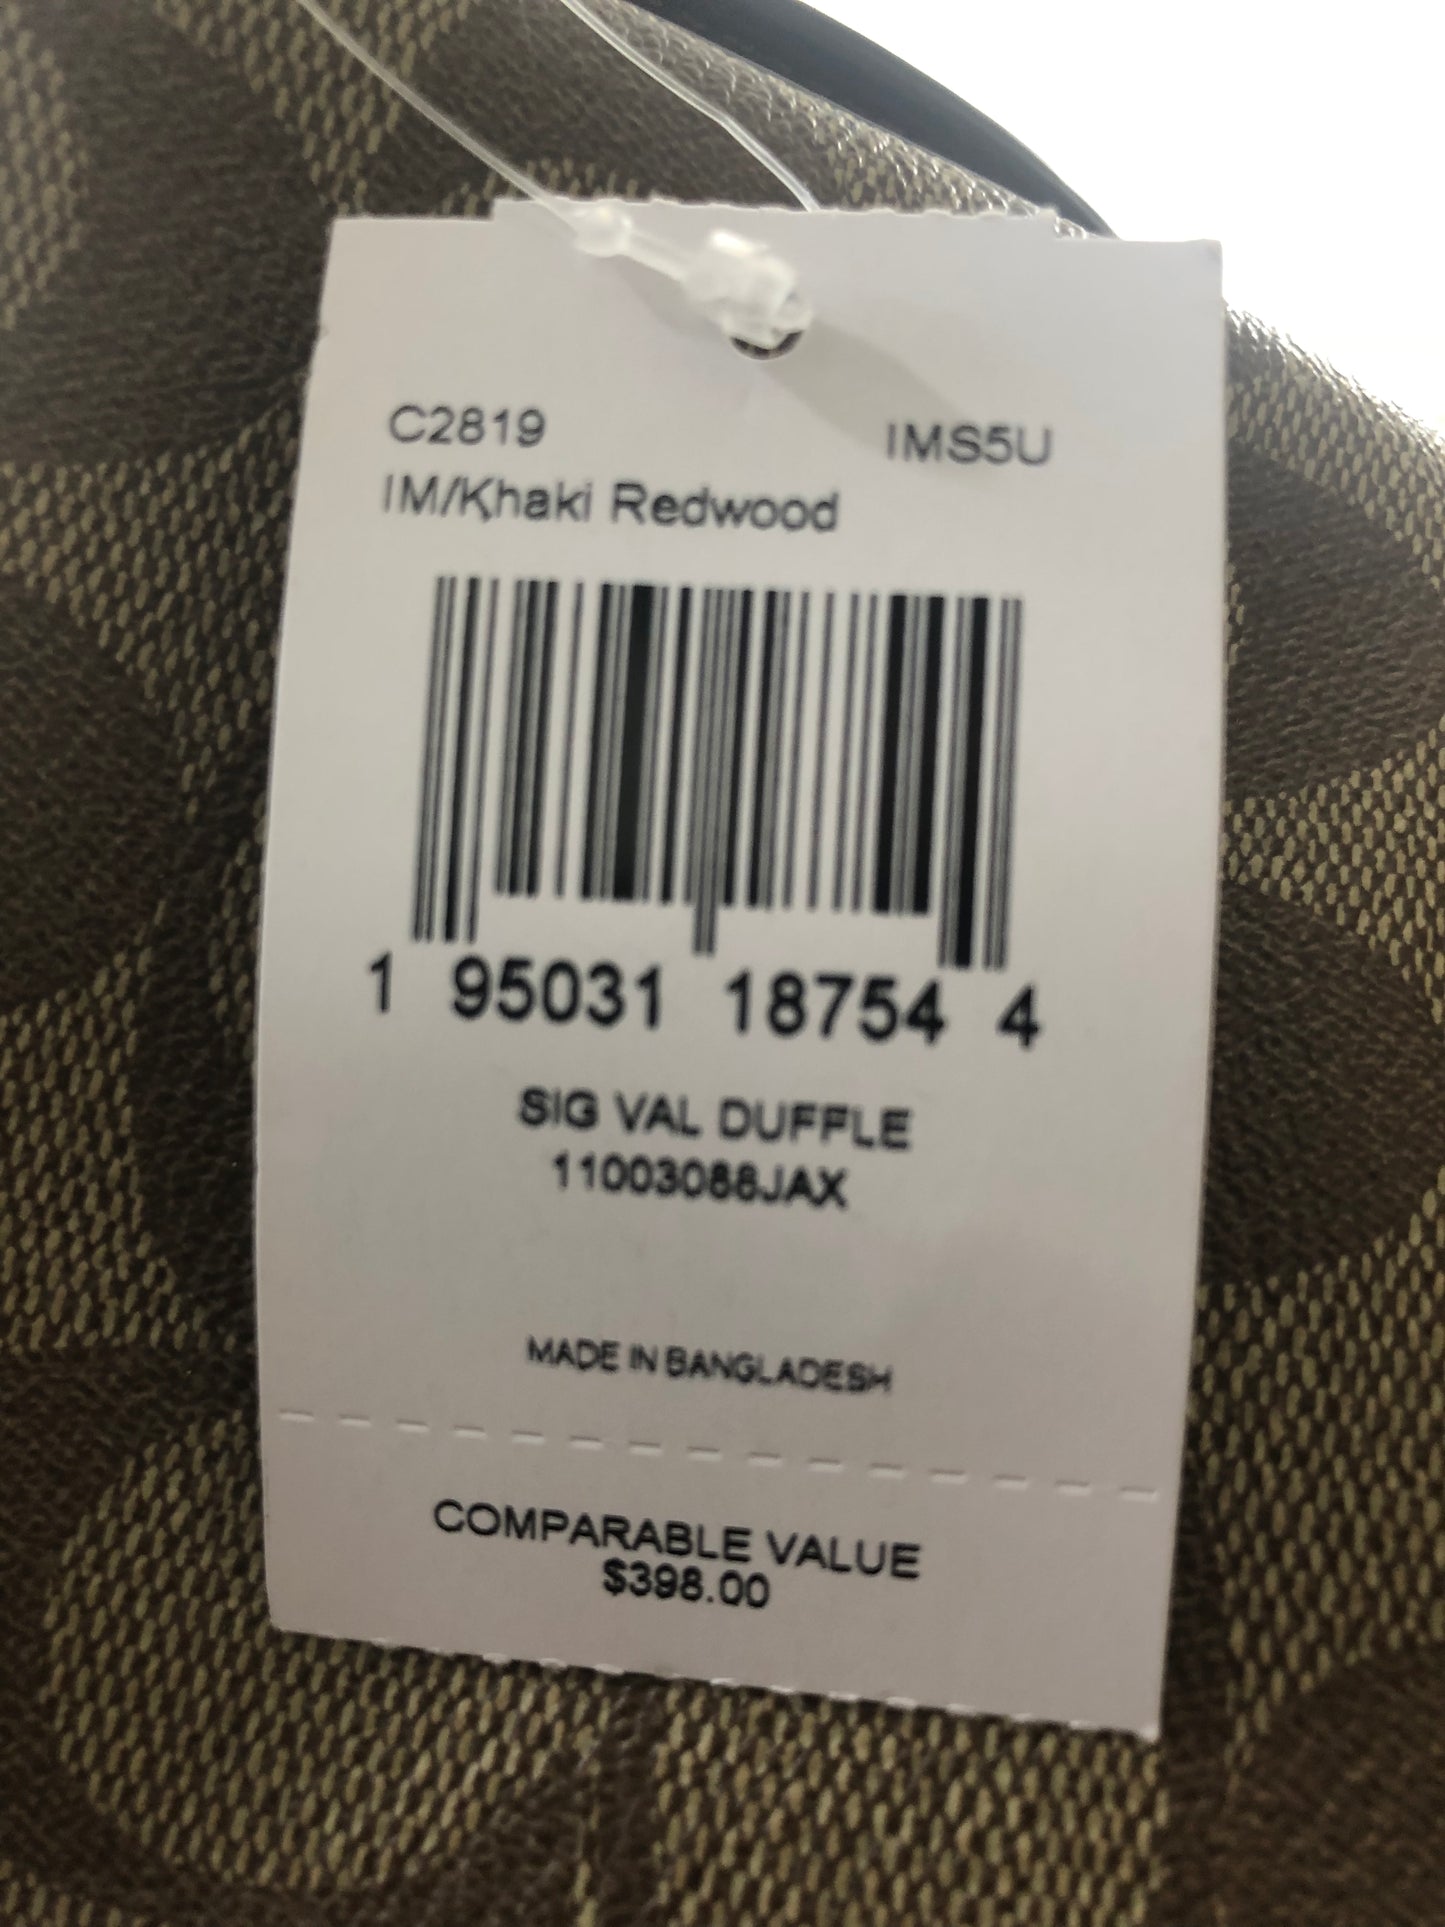 C2819 IMS5U
IM/Khaki Redwood
1 95031 18754 4
SIG VAL DUFFLE
11003086JAX
MADE IN BANGLADESH
COMPARABLE VALUE
$398.00